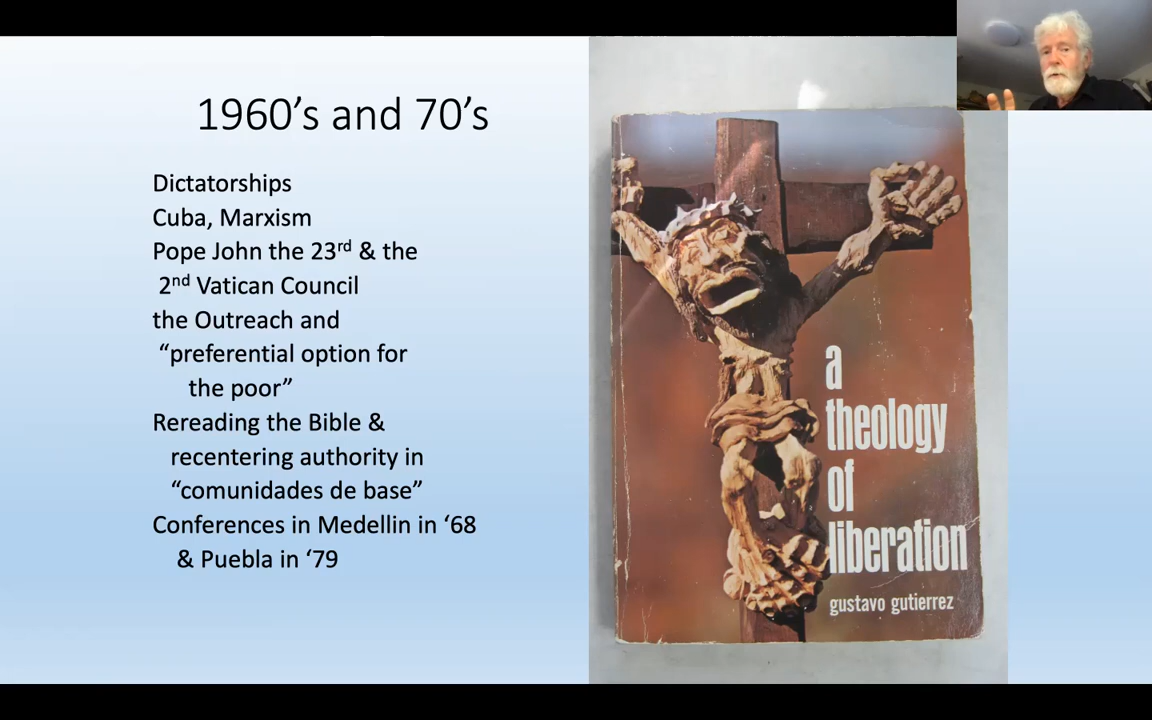 1960’s and 70’s
Dictatorships
Cuba, Marxism
Pope John the 23rd & the
2nd Vatican Council
the Outreach and
“preferential option for
the poor”
Rereading the Bible &
recentering authority in
“comunidades de base”
Conferences in Medellin in ‘68
& Puebla in ‘79
a
theology
of
liberation
gustavo gutierrez